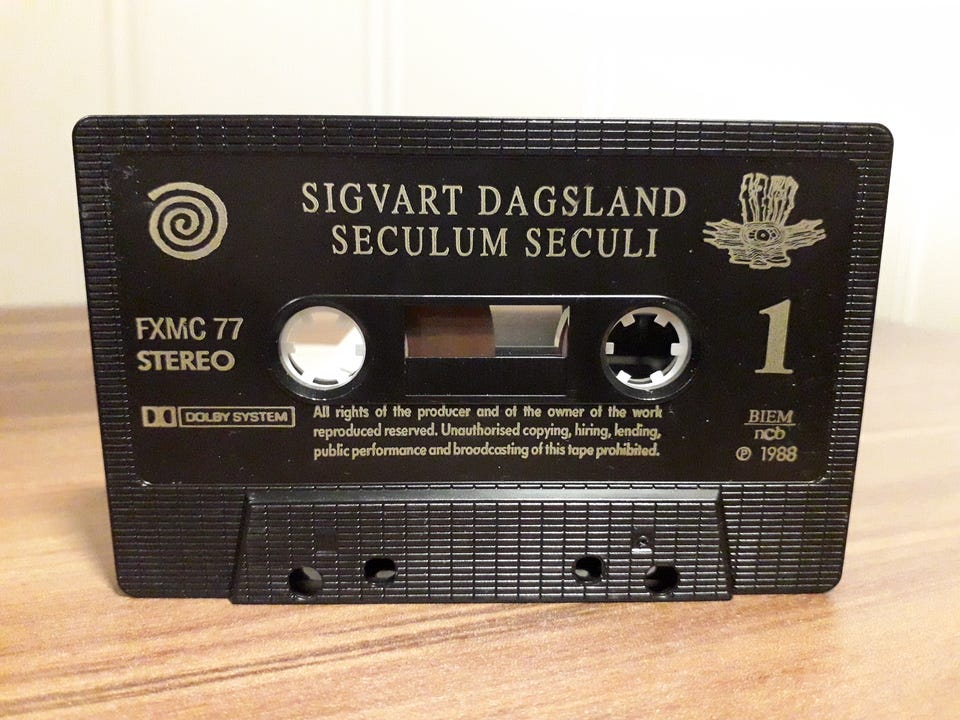 SIGVART DAGSLAND
SECULUM SECULI
FXMC 77
STEREO
1
DOLBY SYSTEM
All rights of the producer and of the owner of the work
reproduced reserved. Unauthorised copying, hiring, lending,
public performance and broadcasting of this tape prohibited.
BIEM
ncb
℗ 1988